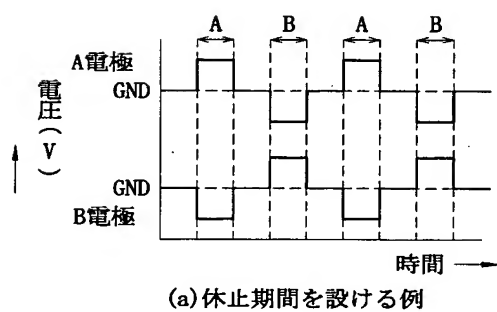 A B A B
A電極
GND
電圧(V)
GND
B電極
時間
(a)休止期間を設ける例